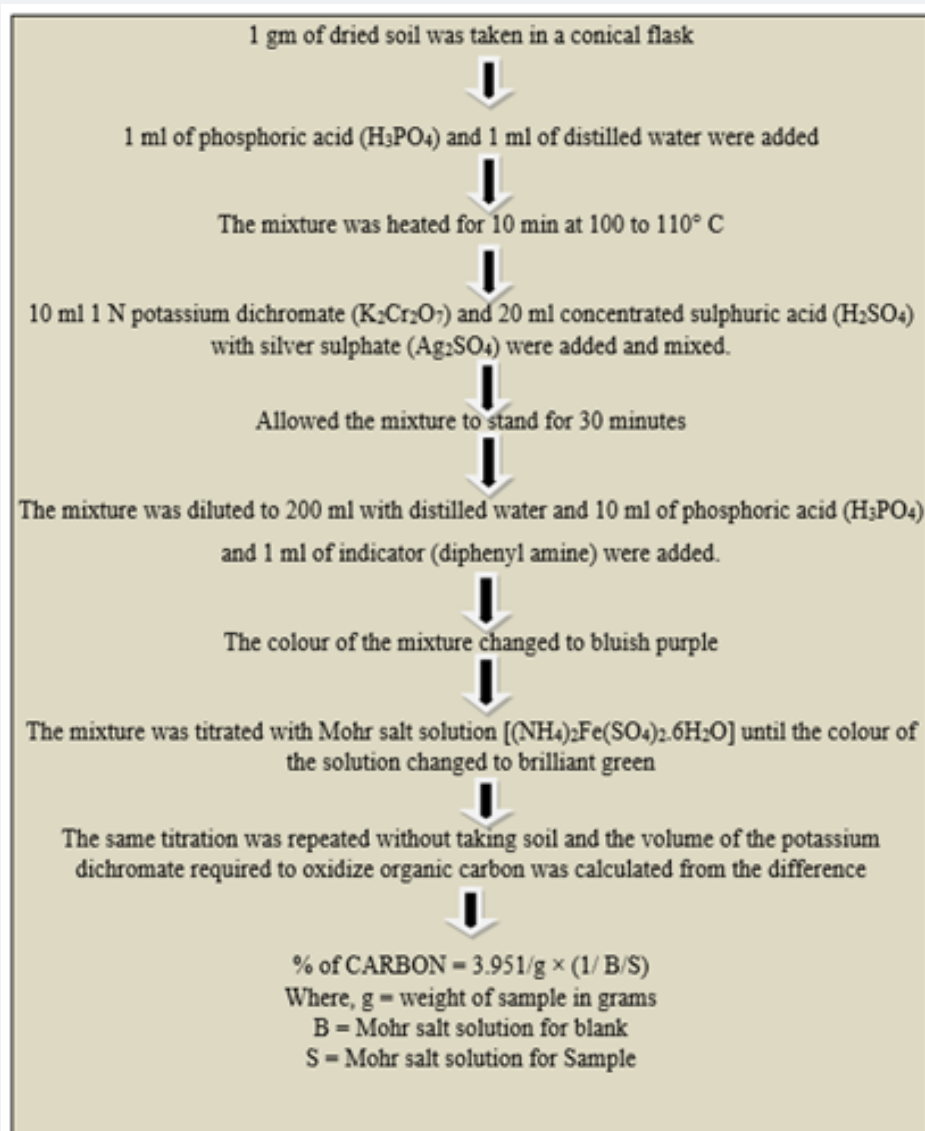 1 gm of dried soil was taken in a conical flask
1 ml of phosphoric acid (H₃PO₄) and 1 ml of distilled water were added
The mixture was heated for 10 min at 100 to 110° C
10 ml 1 N potassium dichromate (K₂Cr₂O₇) and 20 ml concentrated sulphuric acid (H₂SO₄)
with silver sulphate (Ag₂SO₄) were added and mixed.
Allowed the mixture to stand for 30 minutes
The mixture was diluted to 200 ml with distilled water and 10 ml of phosphoric acid (H₃PO₄)
and 1 ml of indicator (diphenyl amine) were added.
The colour of the mixture changed to bluish purple
The mixture was titrated with Mohr salt solution [(NH₄)₂Fe(SO₄)₂.6H₂O] until the colour of
the solution changed to brilliant green
The same titration was repeated without taking soil and the volume of the potassium
dichromate required to oxidize organic carbon was calculated from the difference
% of CARBON = 3.951/g × (1/ B/S)
Where, g = weight of sample in grams
B = Mohr salt solution for blank
S = Mohr salt solution for Sample